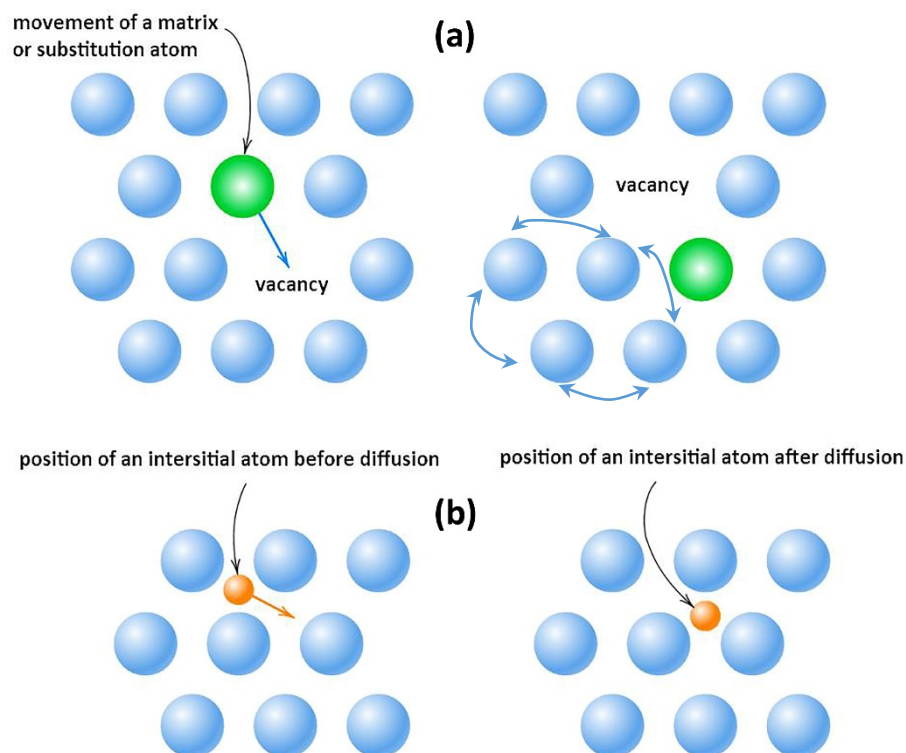 movement of a matrix
or substitution atom
(a)
vacancy
vacancy
position of an intersitial atom before diffusion
position of an intersitial atom after diffusion
(b)